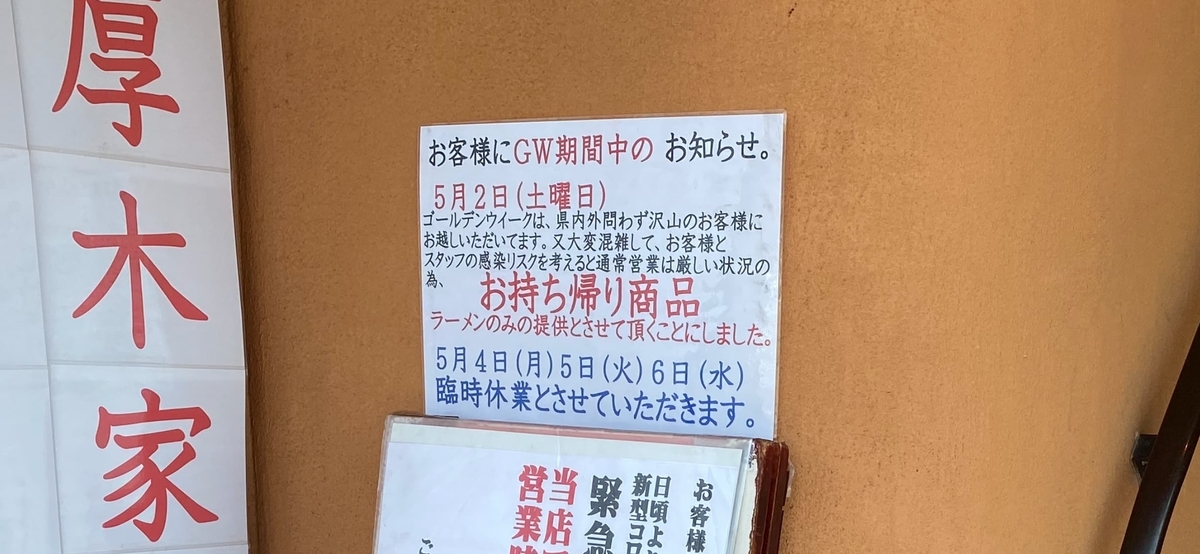 厚木家
お客様にGW期間中の お知らせ。
5月2日(土曜日)
ゴールデンウイークは、県内外問わず沢山のお客様に
お越しいただいてます。又大変混雑して、お客様と
スタッフの感染リスクを考えると通常営業は厳しい状況の
為、
お持ち帰り商品
ラーメンのみの提供とさせて頂くことにしました。
5月4日(月)5日(火)6日(水)
臨時休業とさせていただきます。
お客様
日頃よ
新型コロ
緊急
当店
営業時
ご